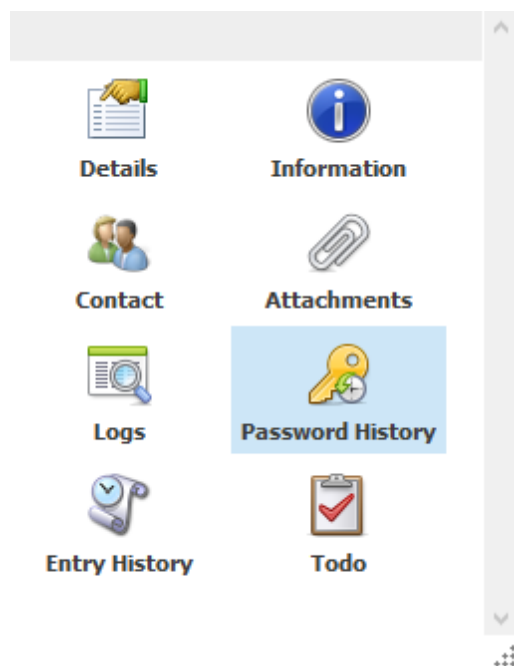 Details
Information
Contact
Attachments
Logs
Password History
Entry History
Todo